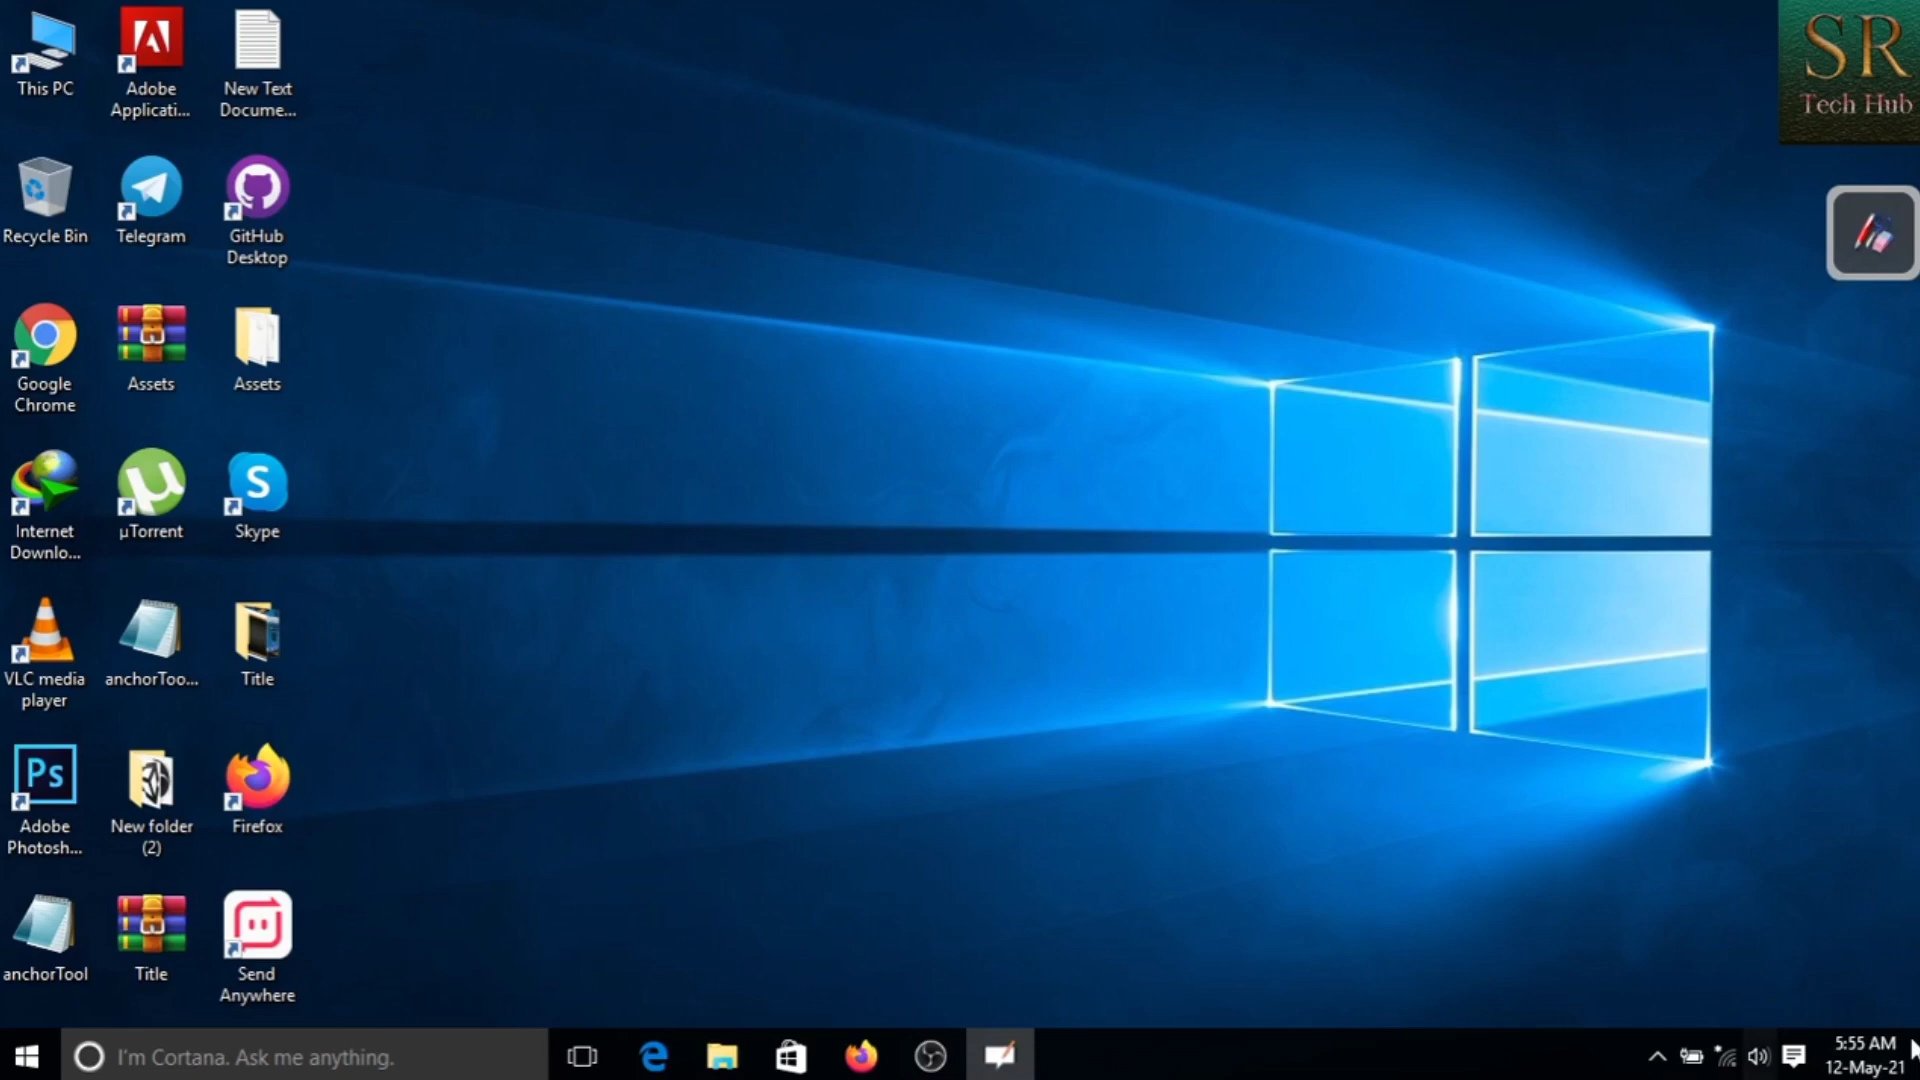 This PC
Adobe
Applicati...
New Text
Docume...
SR
Tech Hub
Recycle Bin
Telegram
GitHub
Desktop
Google
Chrome
Assets
Assets
Internet
Downlo...
µTorrent
Skype
VLC media
player
anchorToo...
Title
Ps
Adobe
Photosh...
New folder
(2)
Firefox
anchorTool
Title
Send
Anywhere
I'm Cortana. Ask me anything.
5:55 AM
12-May-21